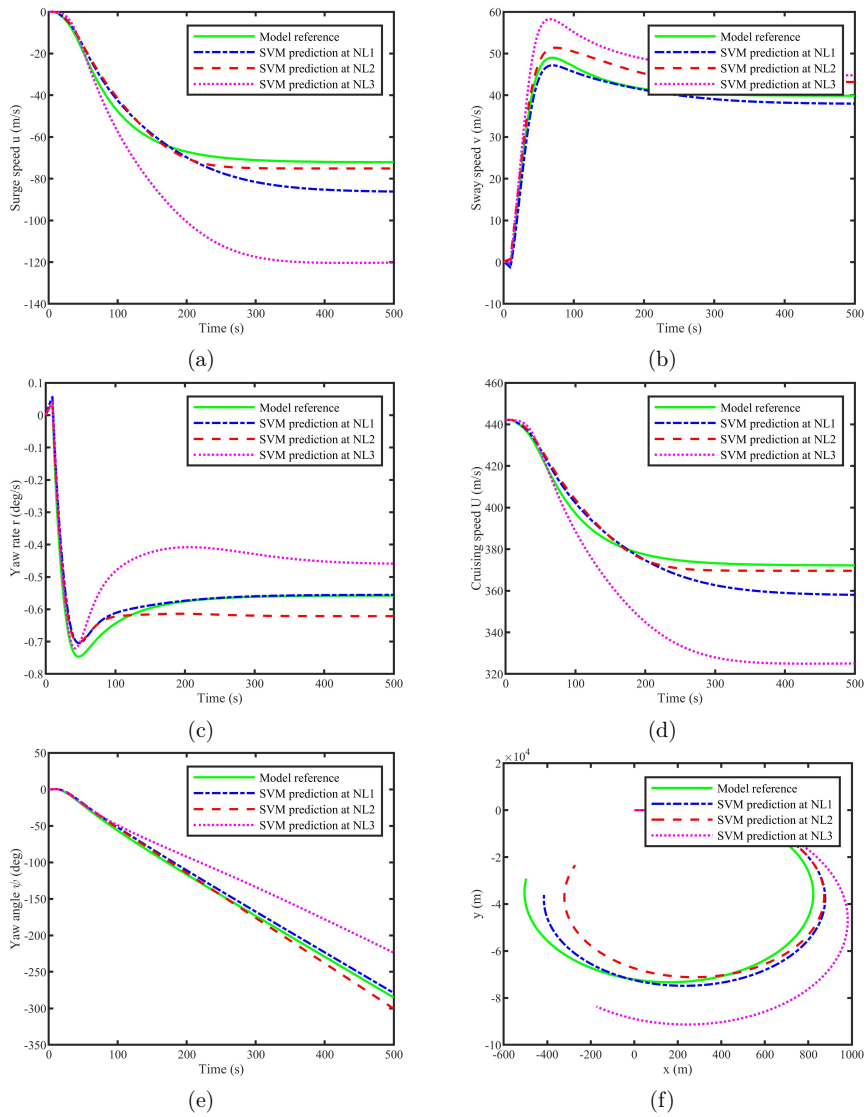 0
-20
-40
-60
-80
-100
-120
-140
Surge speed u (m/s)
Model reference
SVM prediction at NL1
SVM prediction at NL2
SVM prediction at NL3
0 100 200 300 400 500
Time (s)
(a)
60
50
40
30
20
10
0
-10
Sway speed v (m/s)
Model reference
SVM prediction at NL1
SVM prediction at NL2
SVM prediction at NL3
0 100 200 300 400 500
Time (s)
(b)
0.1
0
-0.1
-0.2
-0.3
-0.4
-0.5
-0.6
-0.7
-0.8
Yaw rate r (deg/s)
Model reference
SVM prediction at NL1
SVM prediction at NL2
SVM prediction at NL3
0 100 200 300 400 500
Time (s)
(c)
460
440
420
400
380
360
340
320
Cruising speed U (m/s)
Model reference
SVM prediction at NL1
SVM prediction at NL2
SVM prediction at NL3
0 100 200 300 400 500
Time (s)
(d)
50
0
-50
-100
-150
-200
-250
-300
-350
Yaw angle ψ (deg)
Model reference
SVM prediction at NL1
SVM prediction at NL2
SVM prediction at NL3
0 100 200 300 400 500
Time (s)
(e)
×10⁴
2
0
-2
-4
-6
-8
-10
y (m)
Model reference
SVM prediction at NL1
SVM prediction at NL2
SVM prediction at NL3
-600 -400 -200 0 200 400 600 800 1000
x (m)
(f)